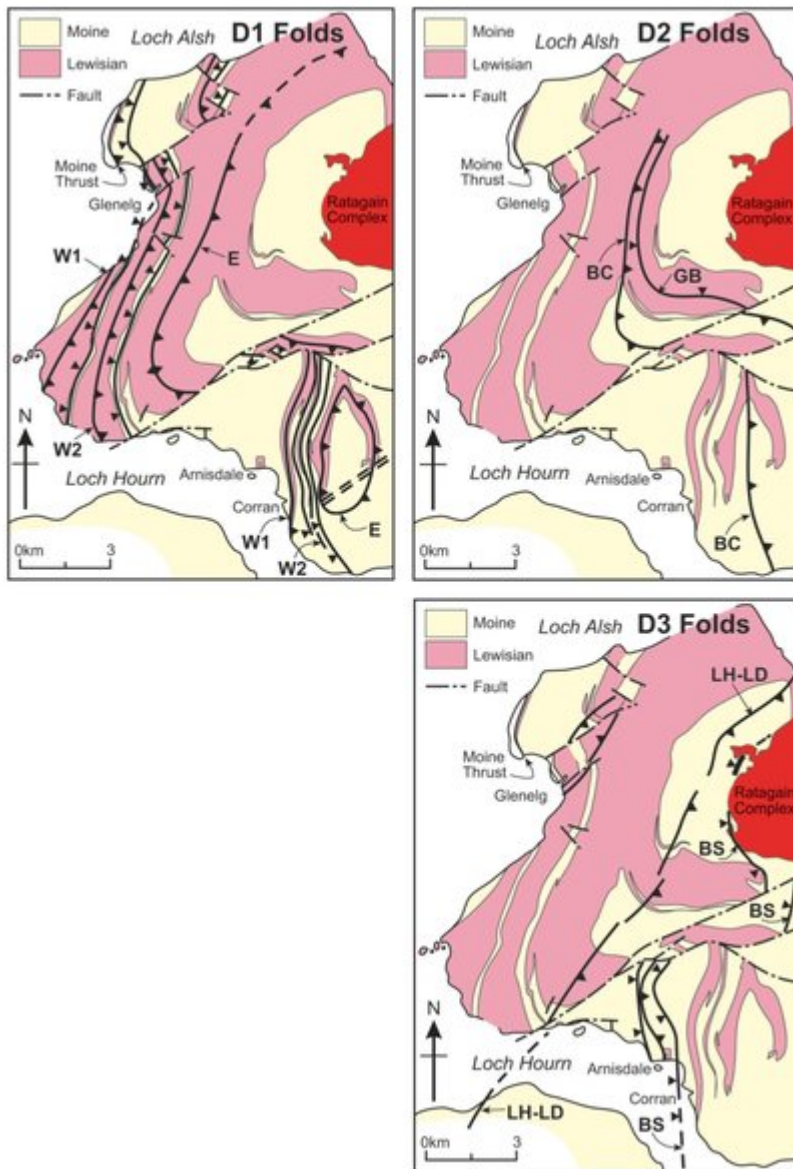 Moine
Lewisian
Fault
Loch Alsh
D1 Folds
Moine
Thrust
Glenelg
Ratagain
Complex
W1
E
W2
N
Loch Hourn
Arnisdale
Corran
W1
W2
E
0km 3
Moine
Lewisian
Fault
Loch Alsh
D2 Folds
Moine
Thrust
Glenelg
Ratagain
Complex
BC
GB
N
Loch Hourn
Arnisdale
Corran
BC
0km 3
Moine
Lewisian
Fault
Loch Alsh
D3 Folds
LH-LD
Moine
Thrust
Glenelg
Ratagain
Complex
BS
BS
N
Loch Hourn
Arnisdale
Corran
LH-LD
BS
0km 3